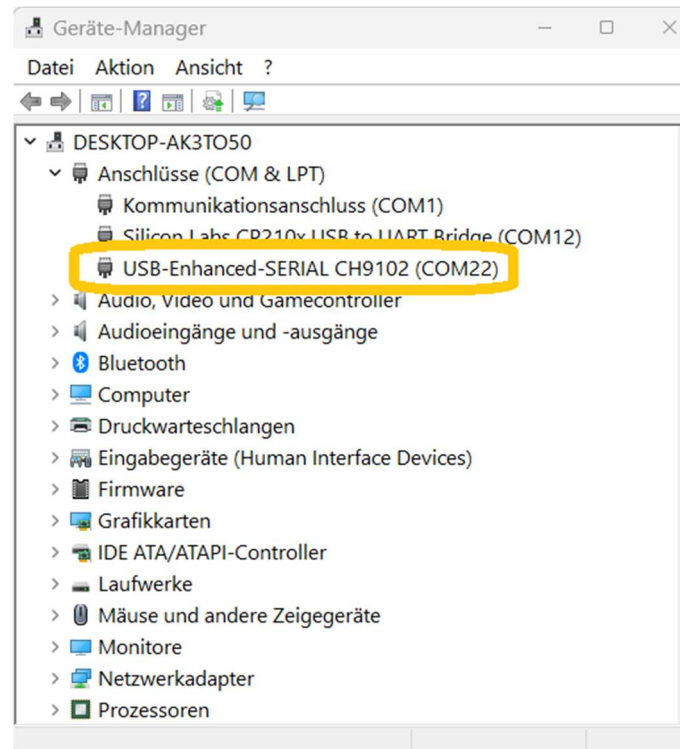 Geräte-Manager
Datei Aktion Ansicht ?
DESKTOP-AK3TO50
Anschlüsse (COM & LPT)
Kommunikationsanschluss (COM1)
Silicon Labs CP210x USB to UART Bridge (COM12)
USB-Enhanced-SERIAL CH9102 (COM22)
Audio, Video und Gamecontroller
Audioeingänge und -ausgänge
Bluetooth
Computer
Druckwarteschlangen
Eingabegeräte (Human Interface Devices)
Firmware
Grafikkarten
IDE ATA/ATAPI-Controller
Laufwerke
Mäuse und andere Zeigegeräte
Monitore
Netzwerkadapter
Prozessoren